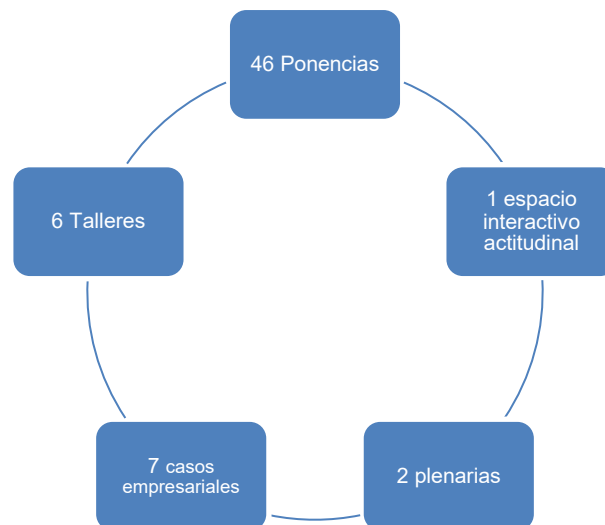 46 Ponencias
1 espacio
interactivo
actitudinal
2 plenarias
7 casos
empresariales
6 Talleres